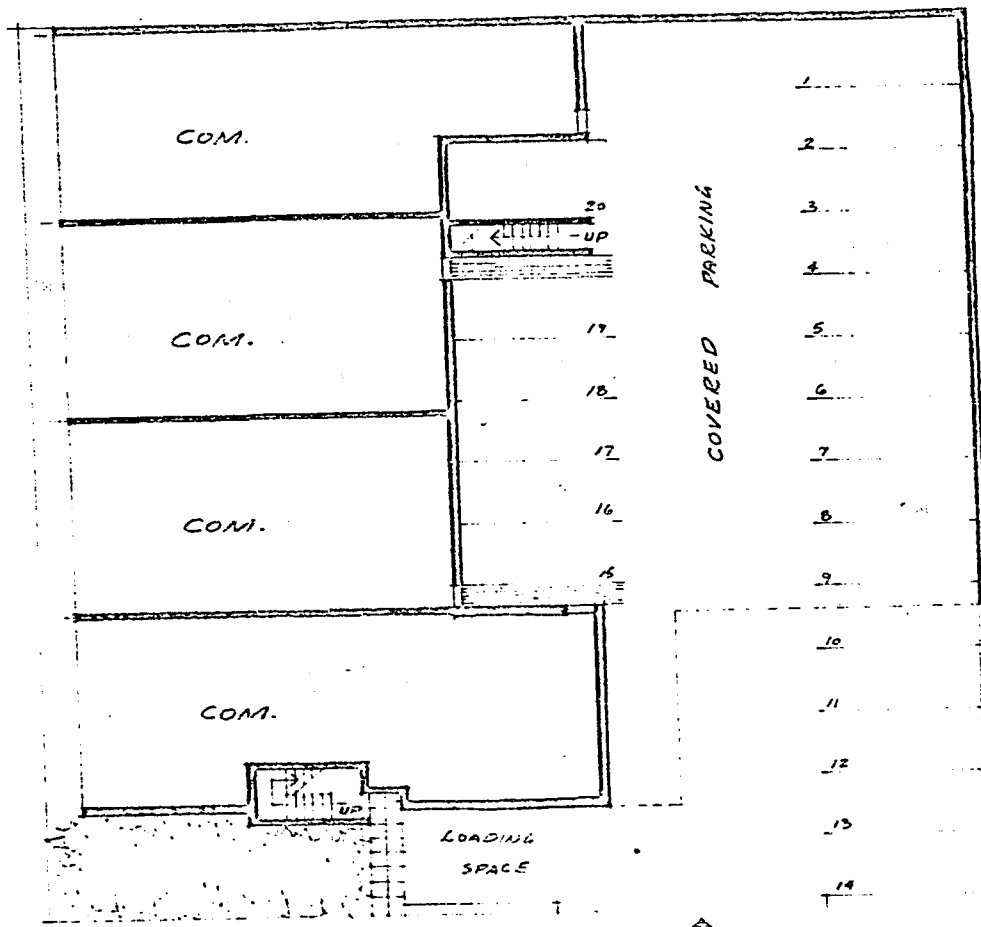 1
COM.
2
20
3
UP
4
COVERED PARKING
19
5
COM.
18
6
17
7
COM.
16
8
15
9
10
COM.
11
12
UP
LOADING
SPACE
13
14